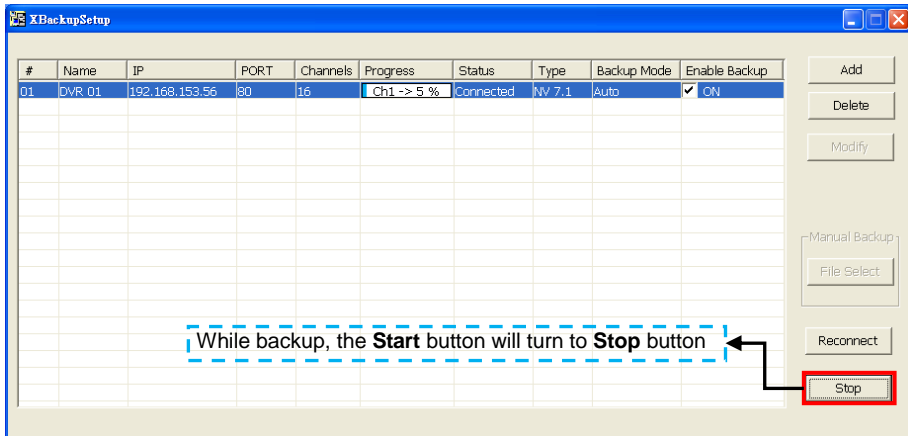 XBackupSetup
# Name IP PORT Channels Progress Status Type Backup Mode Enable Backup
01 DVR 01 192.168.153.56 80 16 Ch1 -> 5 % Connected NV 7.1 Auto ON
Add
Delete
Modify
Manual Backup
File Select
While backup, the Start button will turn to Stop button
Reconnect
Stop